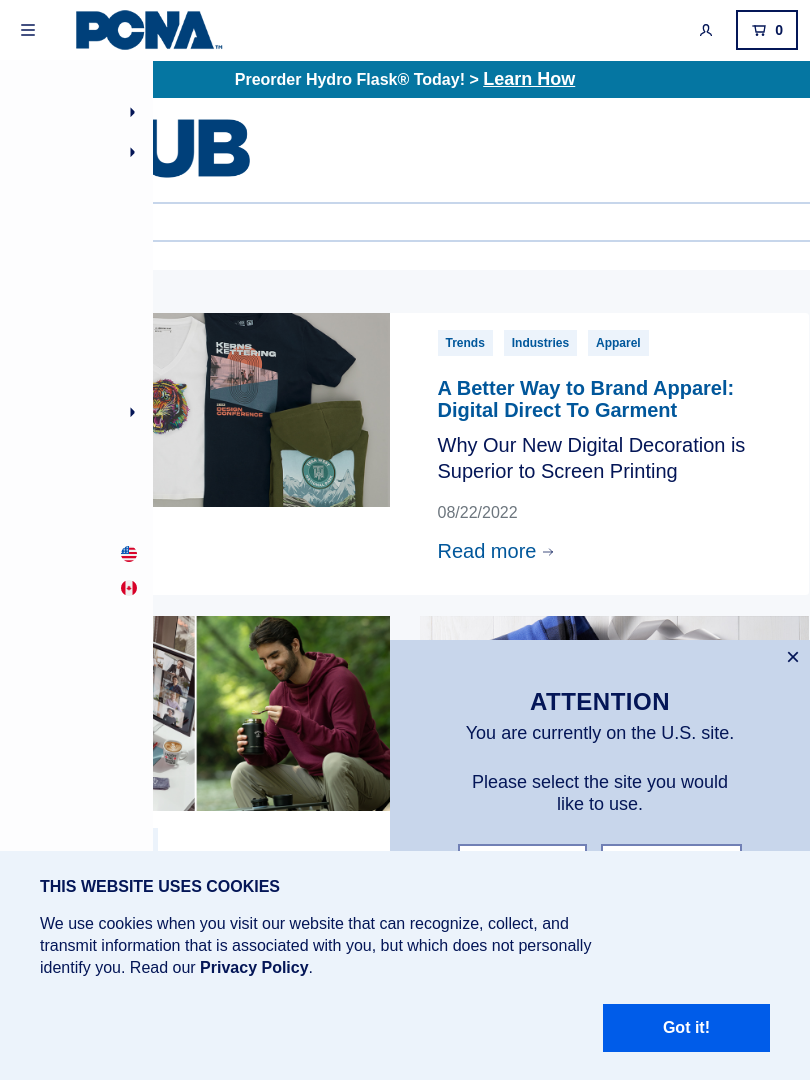 PCNA™
0
Preorder Hydro Flask® Today! > Learn How
UB
KERNS
KETTERING
DESIGN
CONFERENCE
Trends
Industries
Apparel
A Better Way to Brand Apparel:
Digital Direct To Garment
Why Our New Digital Decoration is
Superior to Screen Printing
08/22/2022
Read more
×
ATTENTION
You are currently on the U.S. site.
Please select the site you would
like to use.
THIS WEBSITE USES COOKIES
We use cookies when you visit our website that can recognize, collect, and
transmit information that is associated with you, but which does not personally
identify you. Read our Privacy Policy.
Got it!